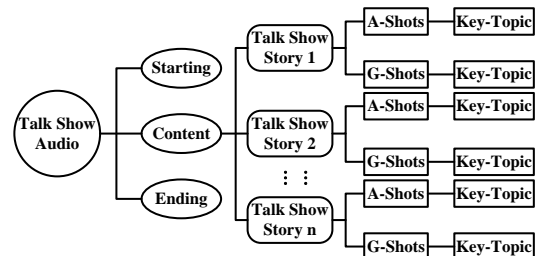 Talk Show
Audio
Starting
Content
Ending
Talk Show
Story 1
A-Shots
Key-Topic
G-Shots
Key-Topic
Talk Show
Story 2
A-Shots
Key-Topic
G-Shots
Key-Topic
Talk Show
Story n
A-Shots
Key-Topic
G-Shots
Key-Topic